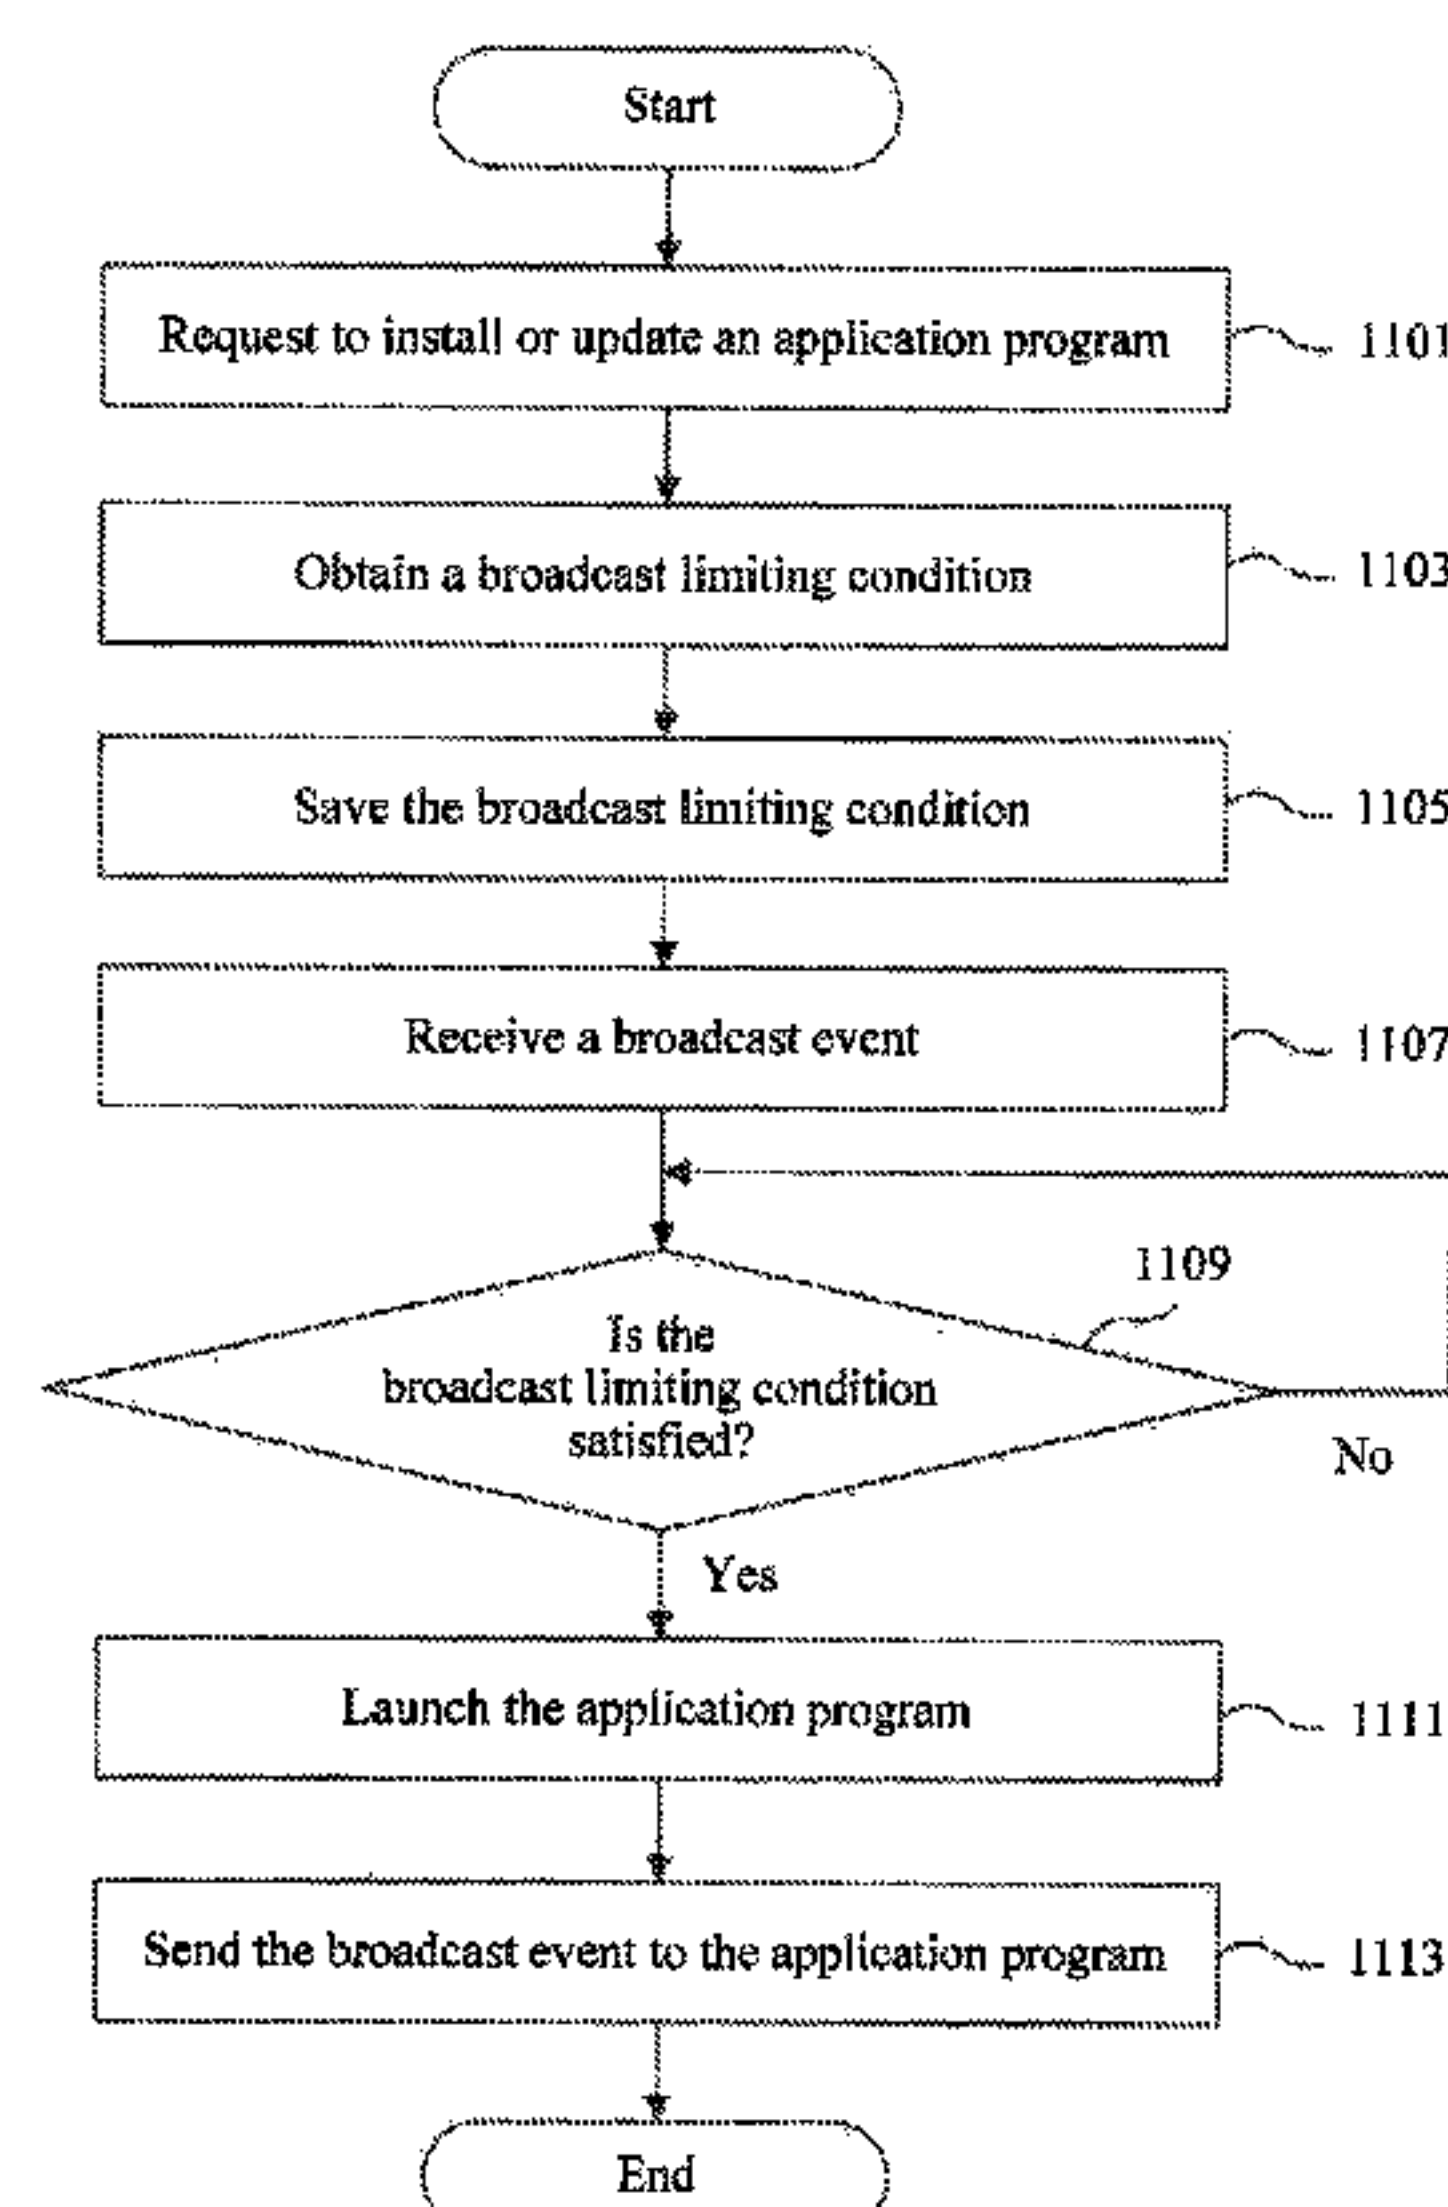 Start
Request to install or update an application program
1101
Obtain a broadcast limiting condition
1103
Save the broadcast limiting condition
1105
Receive a broadcast event
1107
1109
Is the
broadcast limiting condition
satisfied?
No
Yes
Launch the application program
1111
Send the broadcast event to the application program
1113
End